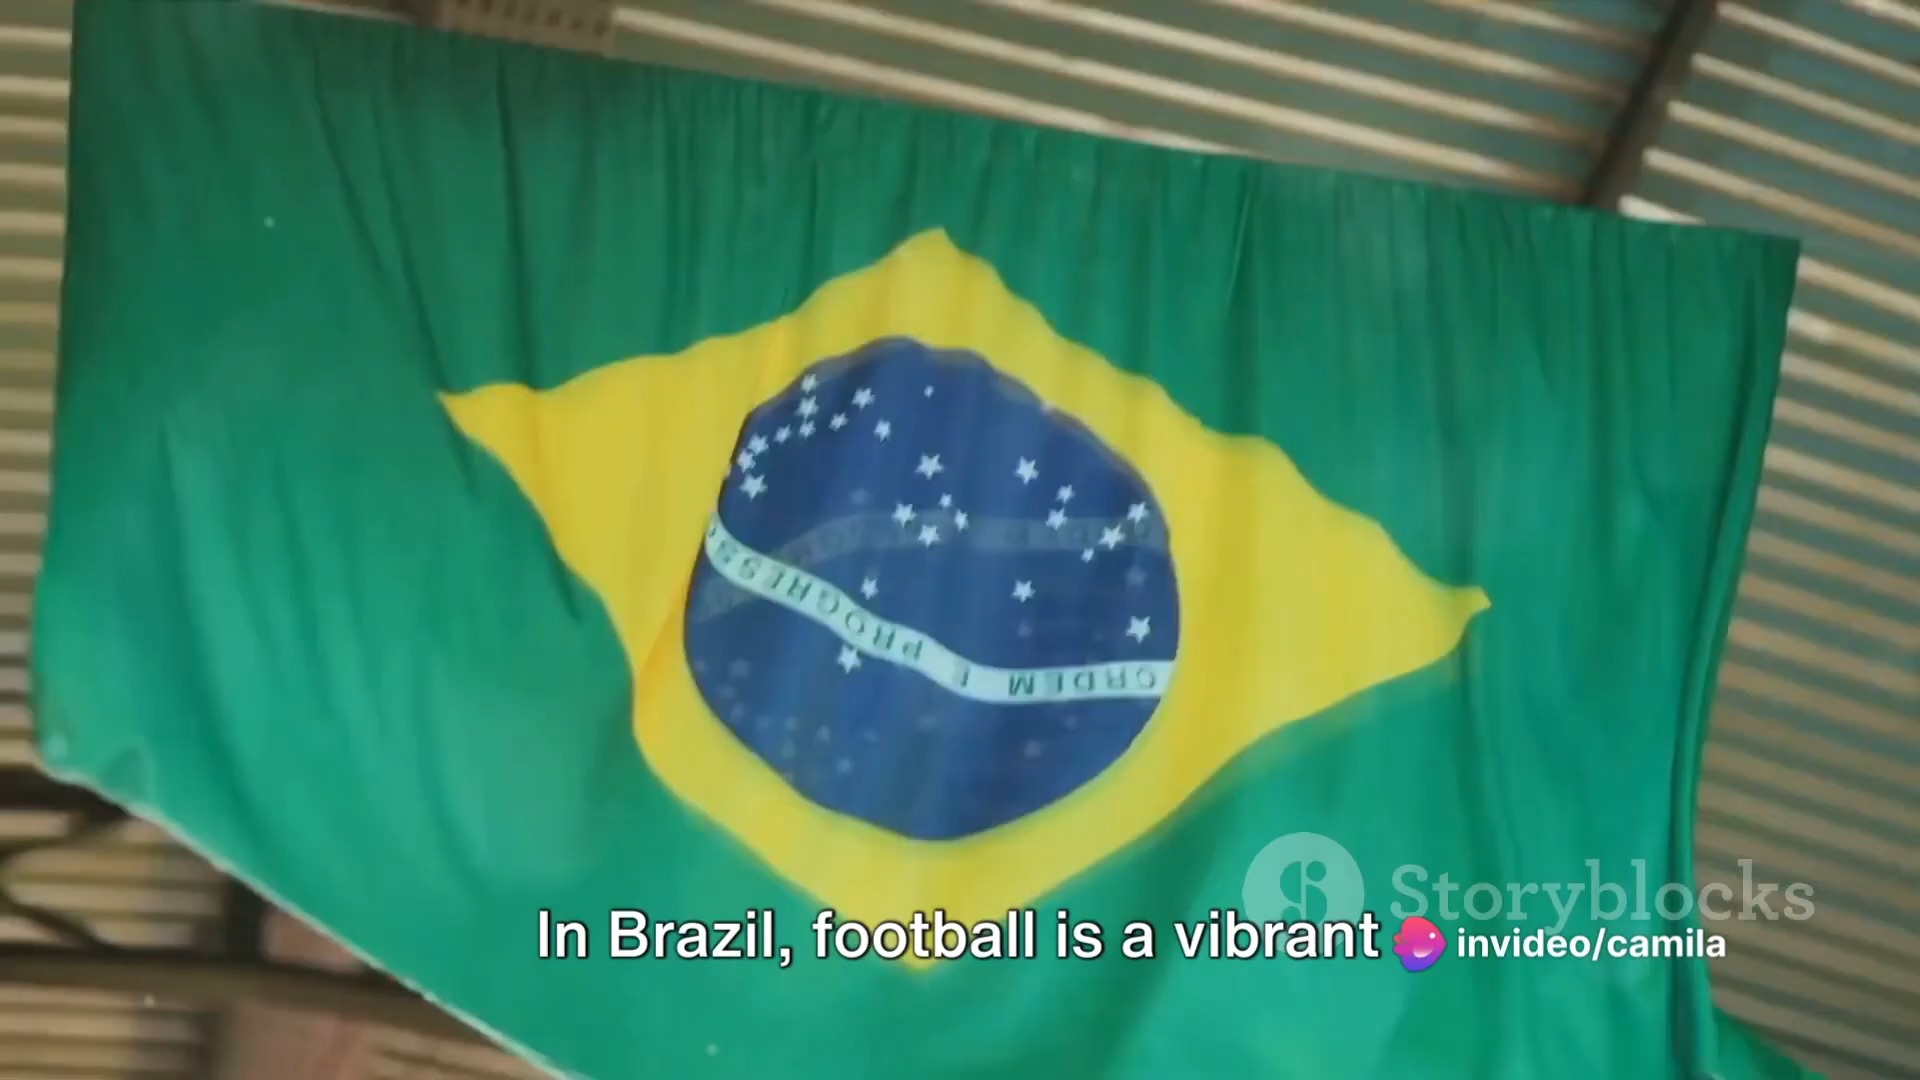 ORDEM E PROGRESSO
Storyblocks
In Brazil, football is a vibrant
invideo/camila